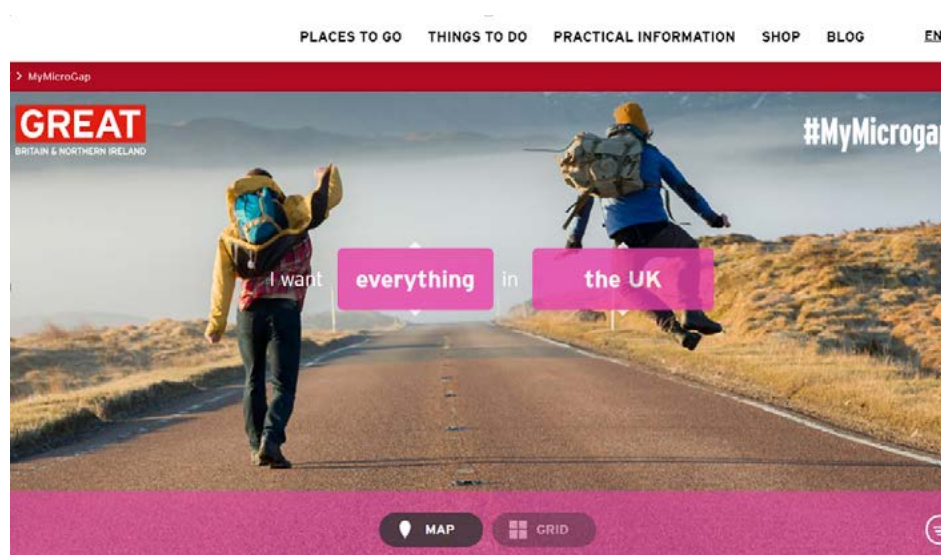 PLACES TO GO THINGS TO DO PRACTICAL INFORMATION SHOP BLOG EN
> MyMicroGap
GREAT
BRITAIN & NORTHERN IRELAND
#MyMicrogap
I want everything in the UK
MAP GRID